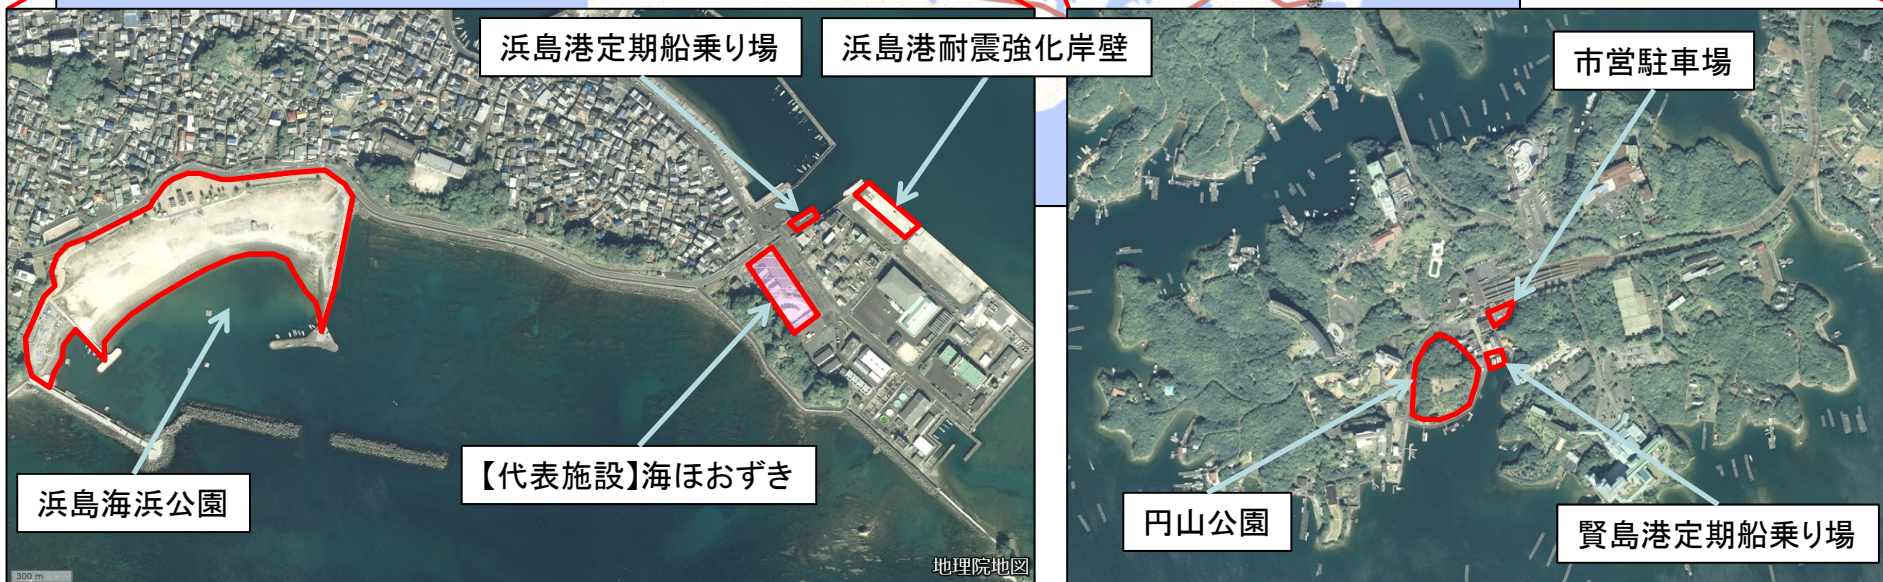 浜島港定期船乗り場
浜島港耐震強化岸壁
市営駐車場
【代表施設】海ほおずき
浜島海浜公園
円山公園
賢島港定期船乗り場
地理院地図
300 m